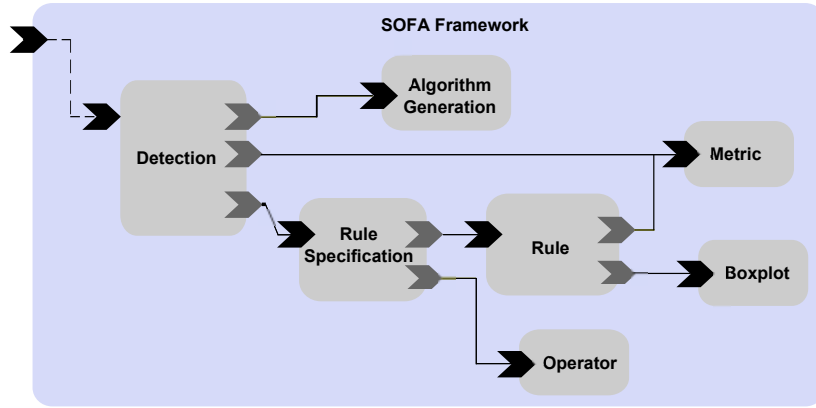 SOFA Framework
Algorithm
Generation
Detection
Metric
Rule
Specification
Rule
Boxplot
Operator